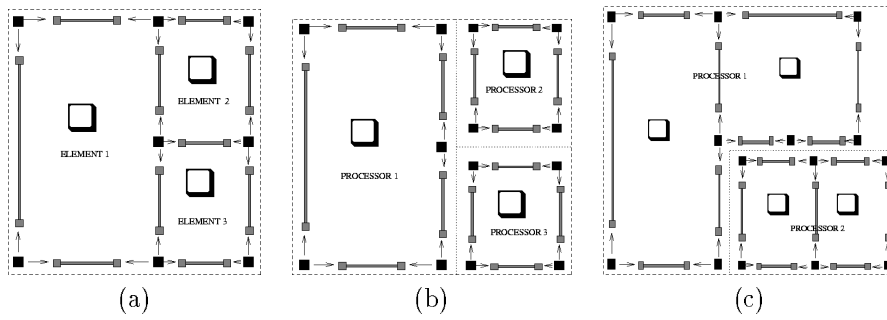 ELEMENT 1
ELEMENT 2
ELEMENT 3
(a)
PROCESSOR 1
PROCESSOR 2
PROCESSOR 3
(b)
PROCESSOR 1
PROCESSOR 2
(c)